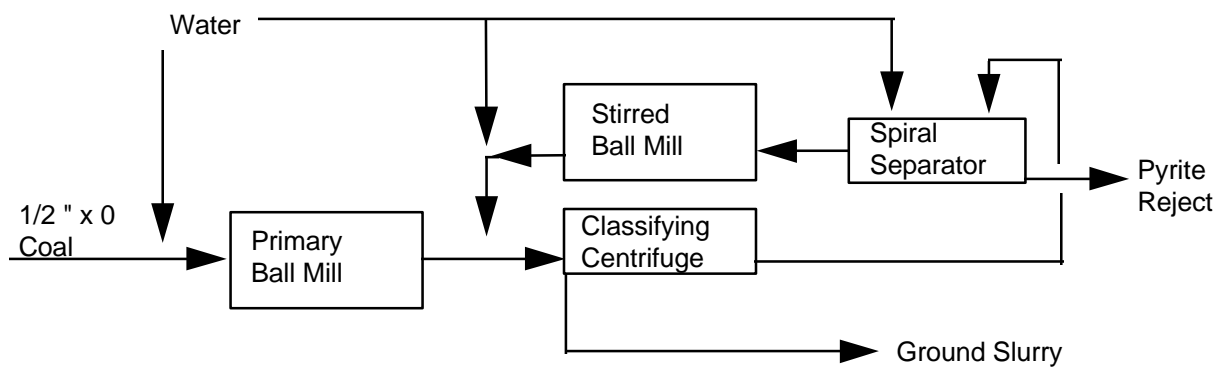 Water
Stirred
Ball Mill
Spiral
Separator
Pyrite
Reject
1/2 " x 0
Coal
Primary
Ball Mill
Classifying
Centrifuge
Ground Slurry